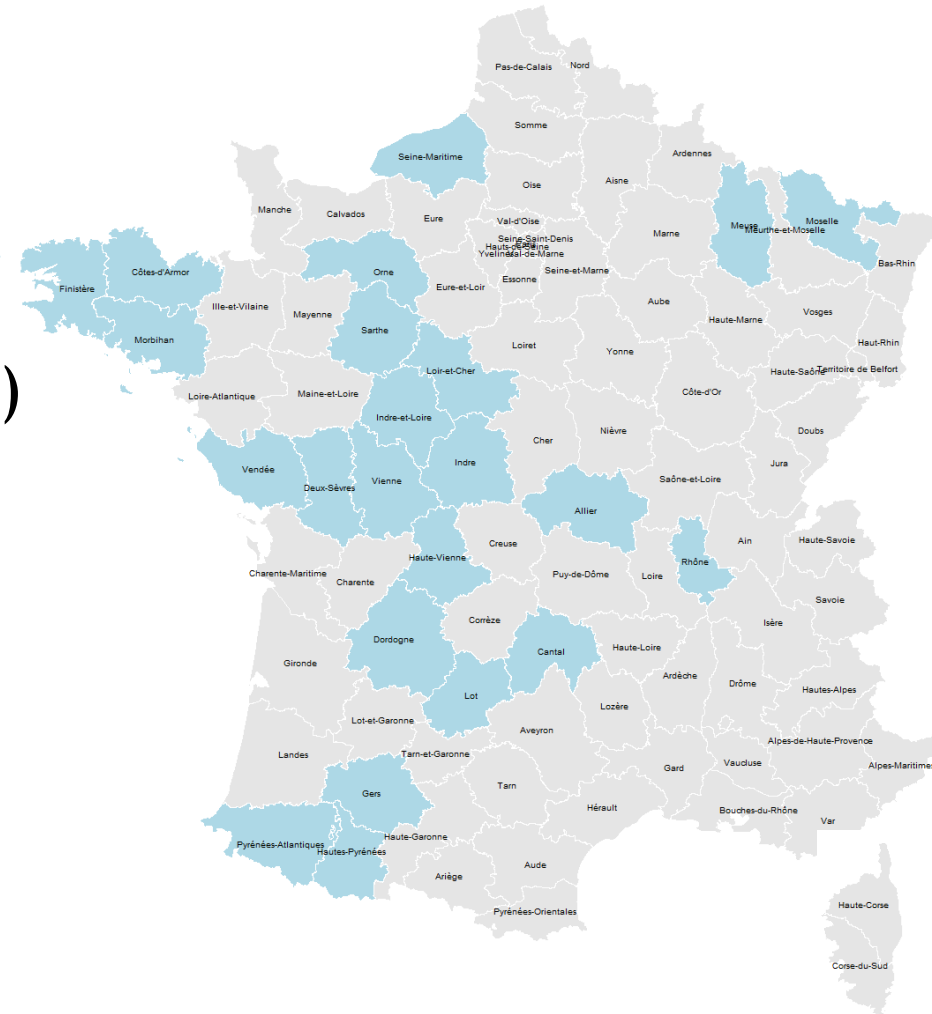 Nord
Pas-de-Calais
Somme
Ardennes
Seine-Maritime
Aisne
Oise
Manche
Calvados
Eure
Val-d'Oise
Meuse
Moselle
Meurthe-et-Moselle
Marne
Seine-Saint-Denis
Hauts-de-Seine
Yvelines
Val-de-Marne
Bas-Rhin
Seine-et-Marne
Côtes-d'Armor
Orne
Essonne
Finistère
Eure-et-Loir
Aube
Ille-et-Vilaine
Mayenne
Vosges
Haute-Marne
Sarthe
Morbihan
Haut-Rhin
Loiret
Yonne
Loir-et-Cher
Haute-Saône
Territoire de Belfort
)
Maine-et-Loire
Côte-d'Or
Loire-Atlantique
Indre-et-Loire
Nièvre
Doubs
Cher
Indre
Jura
Vendée
Saône-et-Loire
Vienne
Deux-Sèvres
Allier
Ain
Haute-Savoie
Creuse
Haute-Vienne
Rhône
Charente-Maritime
Puy-de-Dôme
Loire
Charente
Savoie
Corrèze
Isère
Dordogne
Haute-Loire
Cantal
Gironde
Ardèche
Drôme
Hautes-Alpes
Lot
Lozère
Lot-et-Garonne
Aveyron
Alpes-de-Haute-Provence
Landes
Tarn-et-Garonne
Vaucluse
Alpes-Maritimes
Gard
Tarn
Gers
Hérault
Bouches-du-Rhône
Var
Haute-Garonne
Pyrénées-Atlantiques
Hautes-Pyrénées
Aude
Ariège
Haute-Corse
Pyrénées-Orientales
Corse-du-Sud